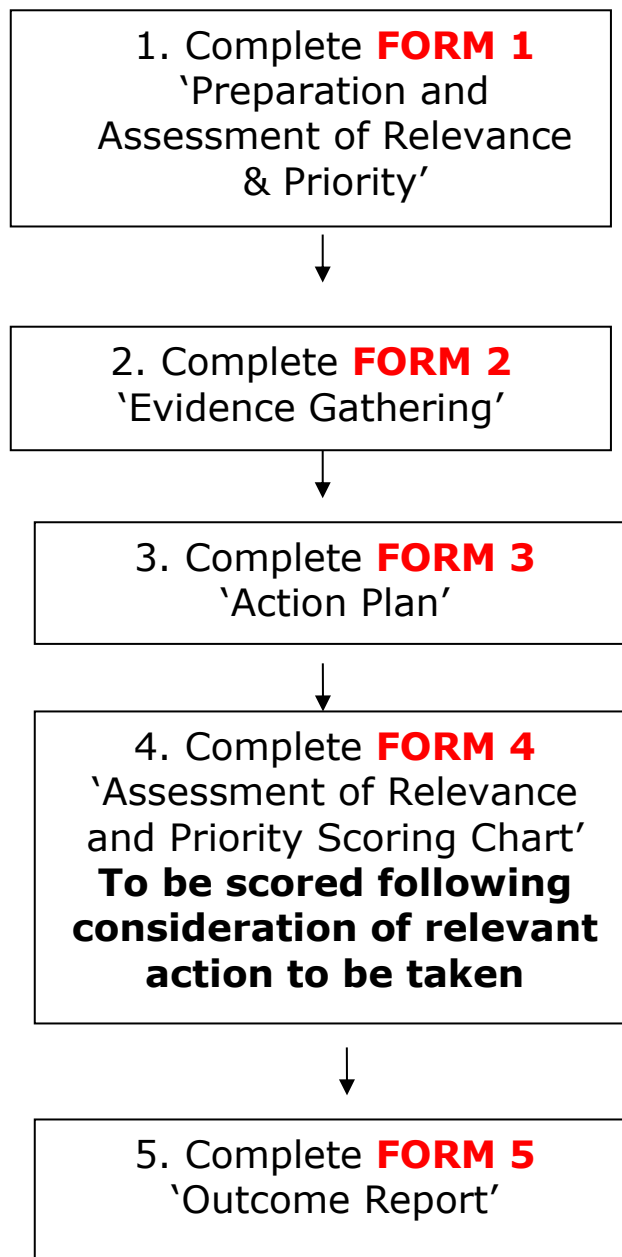 1. Complete FORM 1
‘Preparation and
Assessment of Relevance
& Priority’
2. Complete FORM 2
‘Evidence Gathering’
3. Complete FORM 3
‘Action Plan’
4. Complete FORM 4
‘Assessment of Relevance
and Priority Scoring Chart’
To be scored following
consideration of relevant
action to be taken
5. Complete FORM 5
‘Outcome Report’